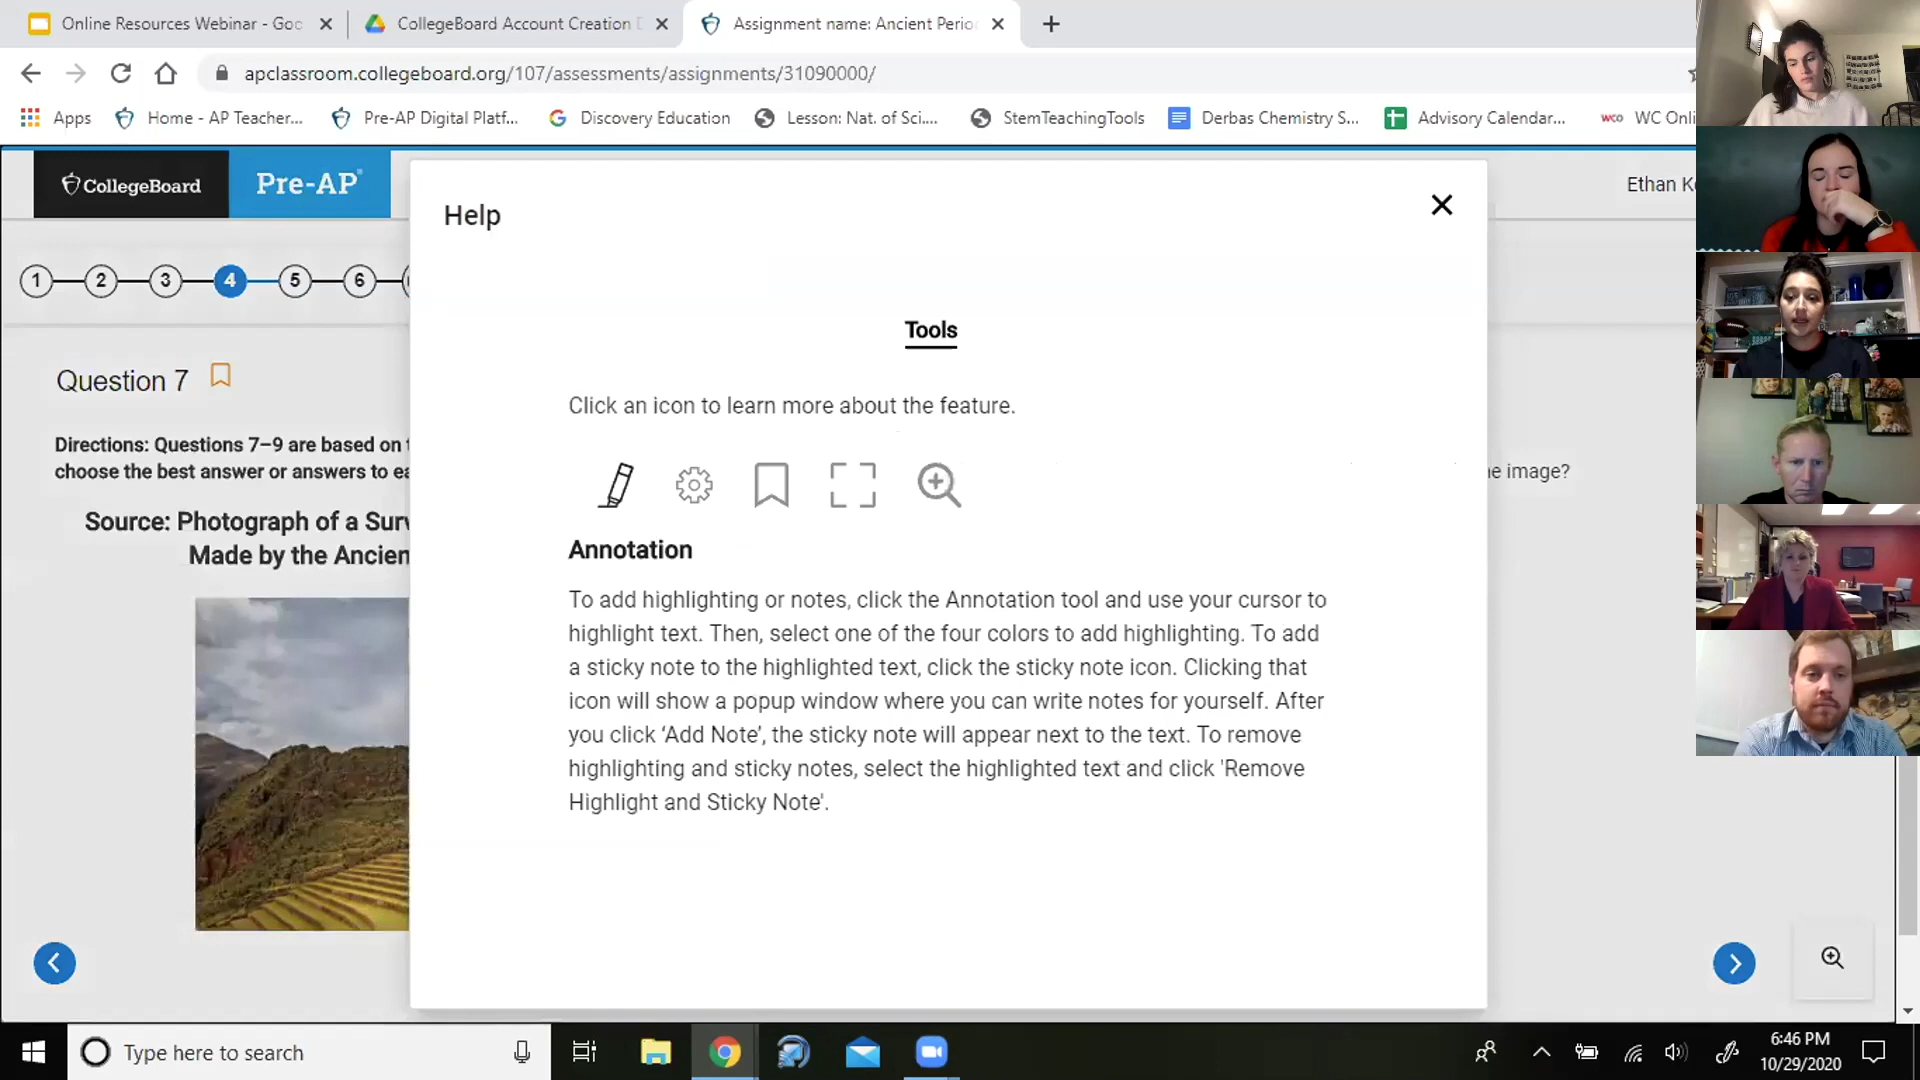 Online Resources Webinar - Goo
CollegeBoard Account Creation
Assignment name: Ancient Perio
apclassroom.collegeboard.org/107/assessments/assignments/31090000/
Apps
Home - AP Teacher...
Pre-AP Digital Platf...
Discovery Education
Lesson: Nat. of Sci....
StemTeachingTools
Derbas Chemistry S...
Advisory Calendar...
wco WC Onli
CollegeBoard
Pre-AP
Ethan K
Help
1 2 3 4 5 6
Tools
Question 7
Click an icon to learn more about the feature.
Directions: Questions 7–9 are based on
choose the best answer or answers to ea
e image?
Source: Photograph of a Sur
Made by the Ancien
Annotation
To add highlighting or notes, click the Annotation tool and use your cursor to
highlight text. Then, select one of the four colors to add highlighting. To add
a sticky note to the highlighted text, click the sticky note icon. Clicking that
icon will show a popup window where you can write notes for yourself. After
you click ‘Add Note’, the sticky note will appear next to the text. To remove
highlighting and sticky notes, select the highlighted text and click 'Remove
Highlight and Sticky Note'.
Type here to search
6:46 PM
10/29/2020